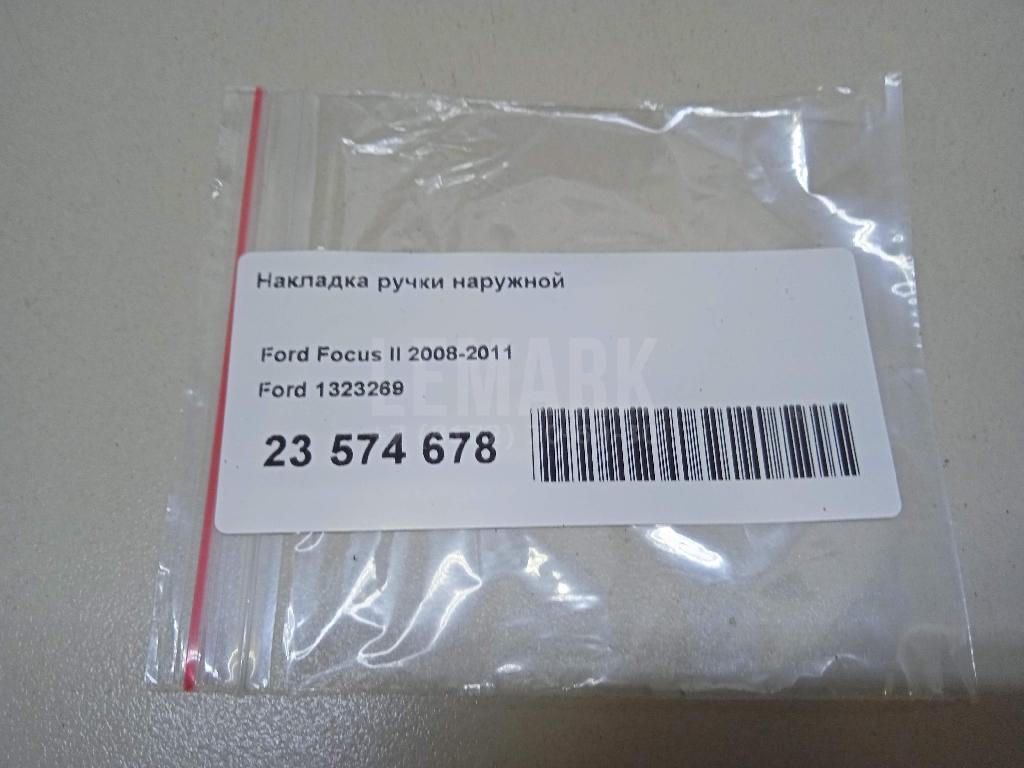 Накладка ручки наружной
Ford Focus II 2008-2011
Ford 1323269
LEMARK
23 574 678